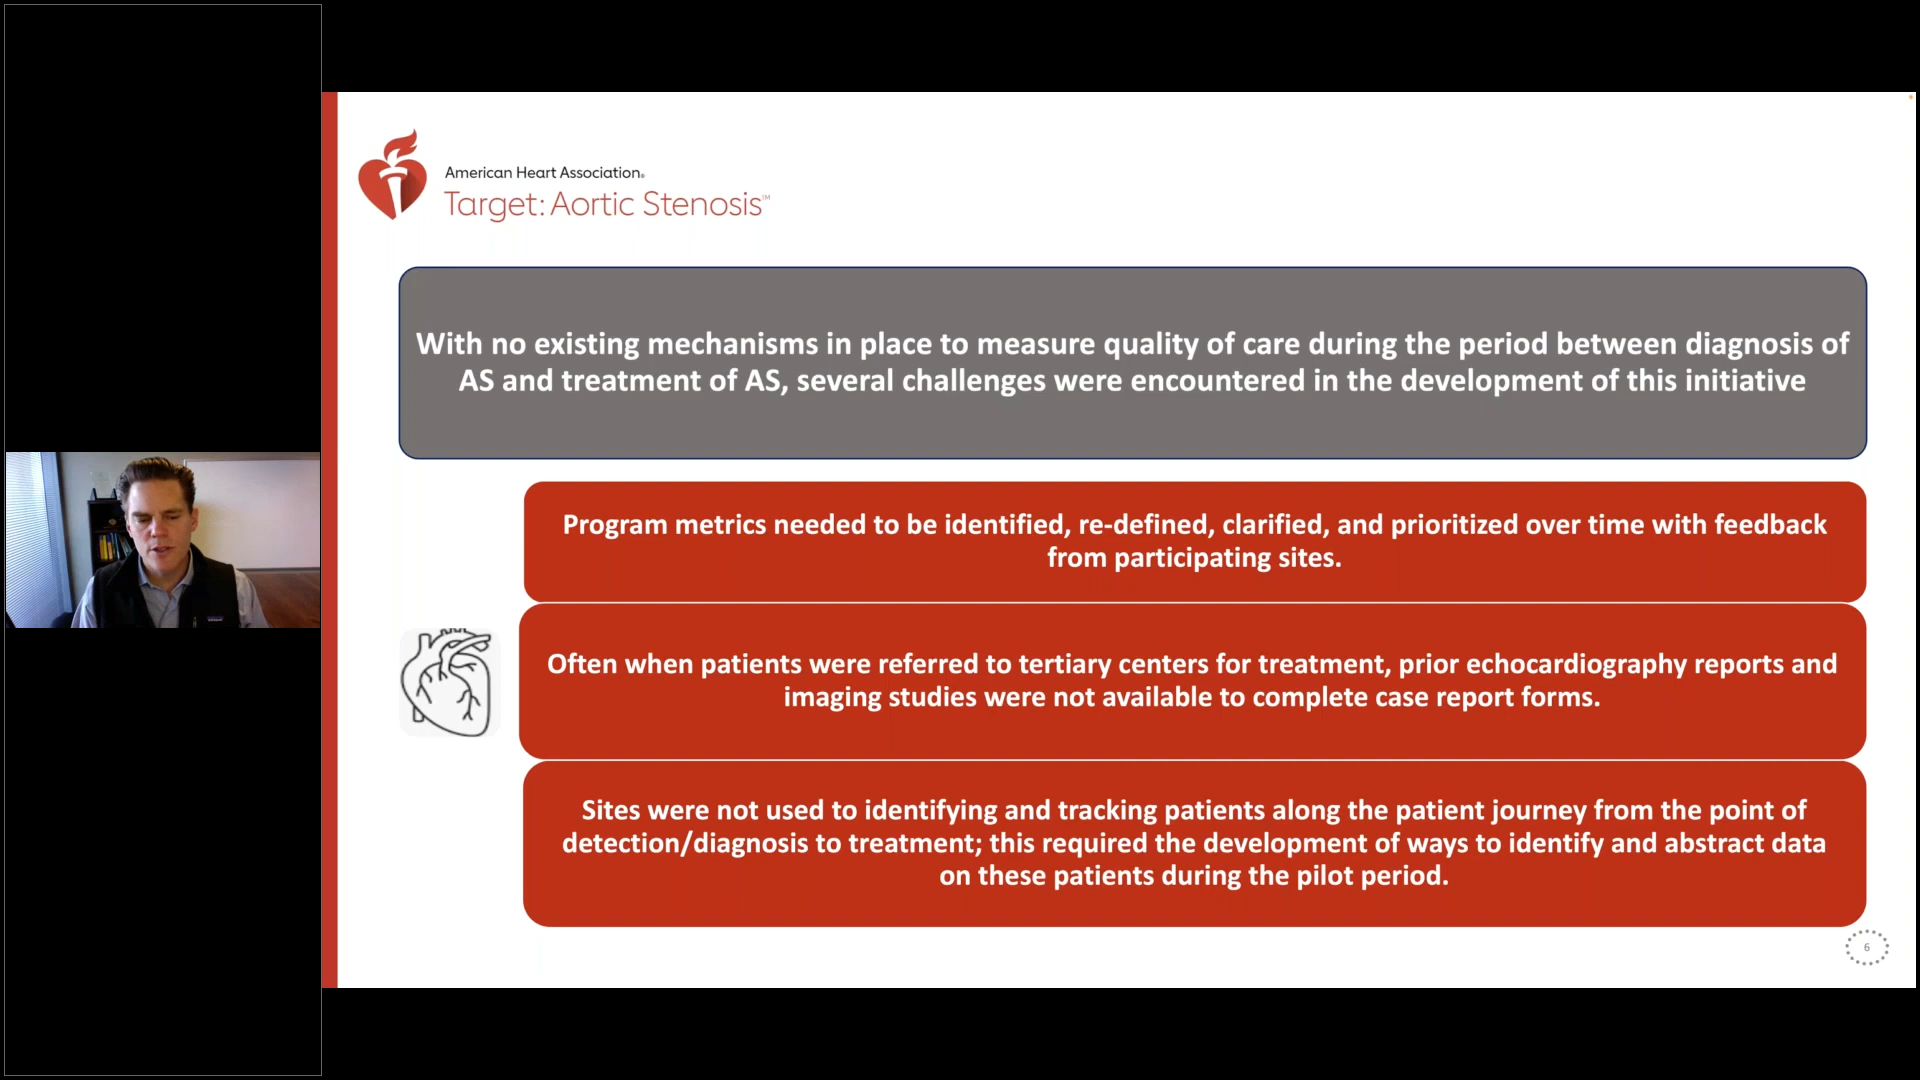 American Heart Association®
Target: Aortic Stenosis™
With no existing mechanisms in place to measure quality of care during the period between diagnosis of
AS and treatment of AS, several challenges were encountered in the development of this initiative
Program metrics needed to be identified, re-defined, clarified, and prioritized over time with feedback
from participating sites.
Often when patients were referred to tertiary centers for treatment, prior echocardiography reports and
imaging studies were not available to complete case report forms.
Sites were not used to identifying and tracking patients along the patient journey from the point of
detection/diagnosis to treatment; this required the development of ways to identify and abstract data
on these patients during the pilot period.
6